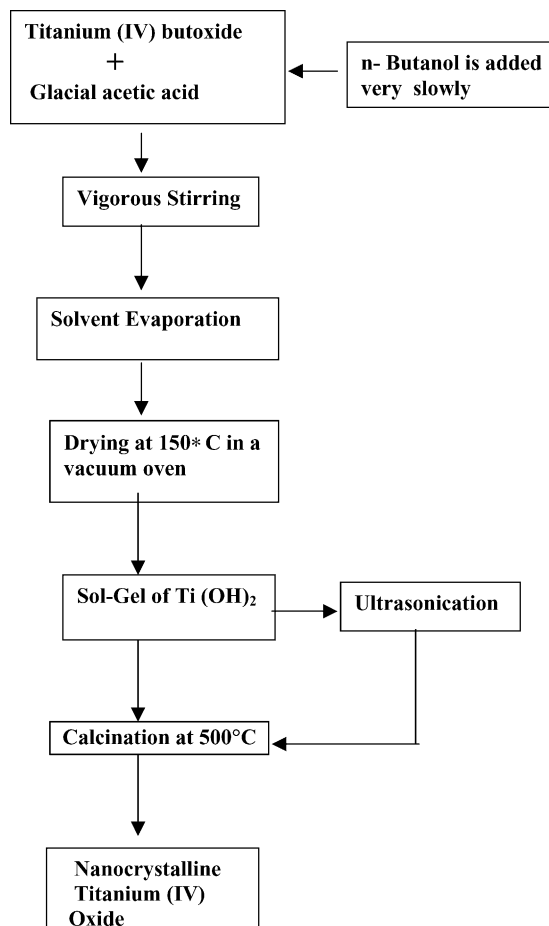 Titanium (IV) butoxide
+
Glacial acetic acid
n- Butanol is added
very slowly
Vigorous Stirring
Solvent Evaporation
Drying at 150* C in a
vacuum oven
Sol-Gel of Ti (OH)₂
Ultrasonication
Calcination at 500°C
Nanocrystalline
Titanium (IV)
Oxide